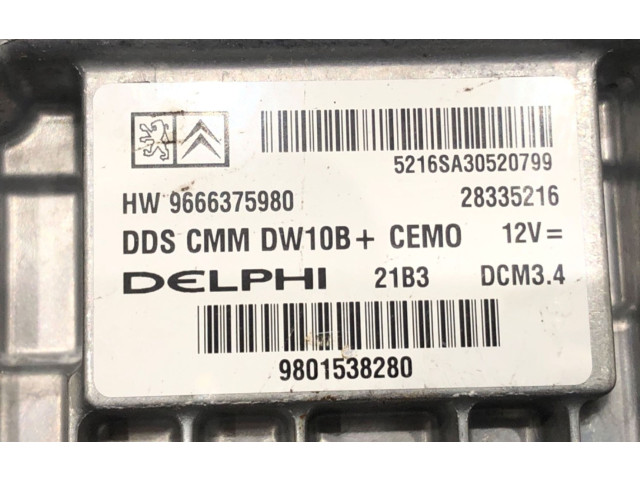 5216SA30520799
HW 9666375980 28335216
DDS CMM DW10B+ CEMO 12V=
DELPHI 21B3 DCM3.4
9801538280